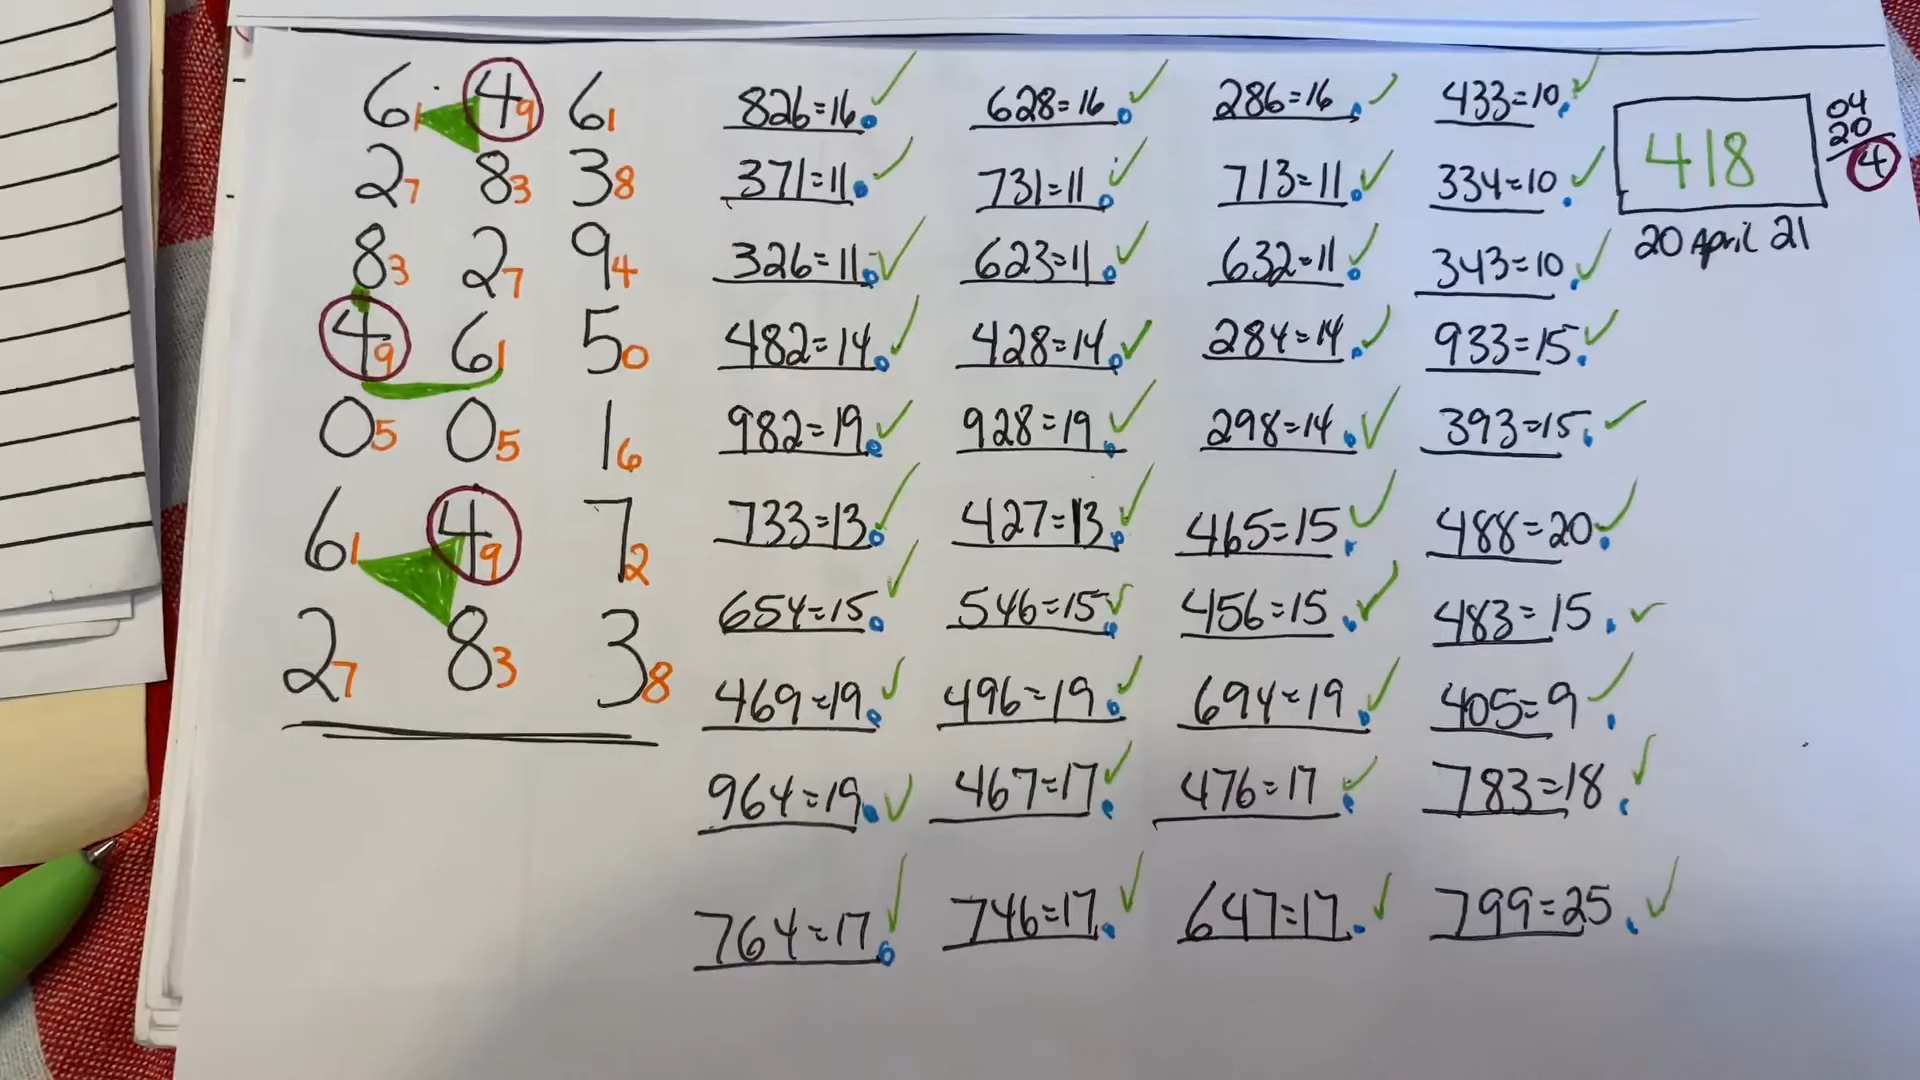 6 1 4 9 6 1
2 7 8 3 3 8
8 3 2 7 9 4
4 9 6 1 5 0
0 5 0 5 1 6
6 1 4 9 7 2
2 7 8 3 3 8
826=16. 628=16. 286=16. 433=10.
371=11. 731=11. 713=11. 334=10.
326=11. 623=11. 632=11. 343=10.
482=14. 428=14. 284=14. 933=15.
982=19. 928=19. 298=14. 393=15.
733=13. 427=13. 465=15. 488=20.
654=15. 546=15. 456=15. 483=15.
469=19. 496=19. 694=19. 405=9.
964=19. 467=17. 476=17. 783=18.
764=17. 746=17. 647=17. 799=25.
418
20 April 21
04
20
4